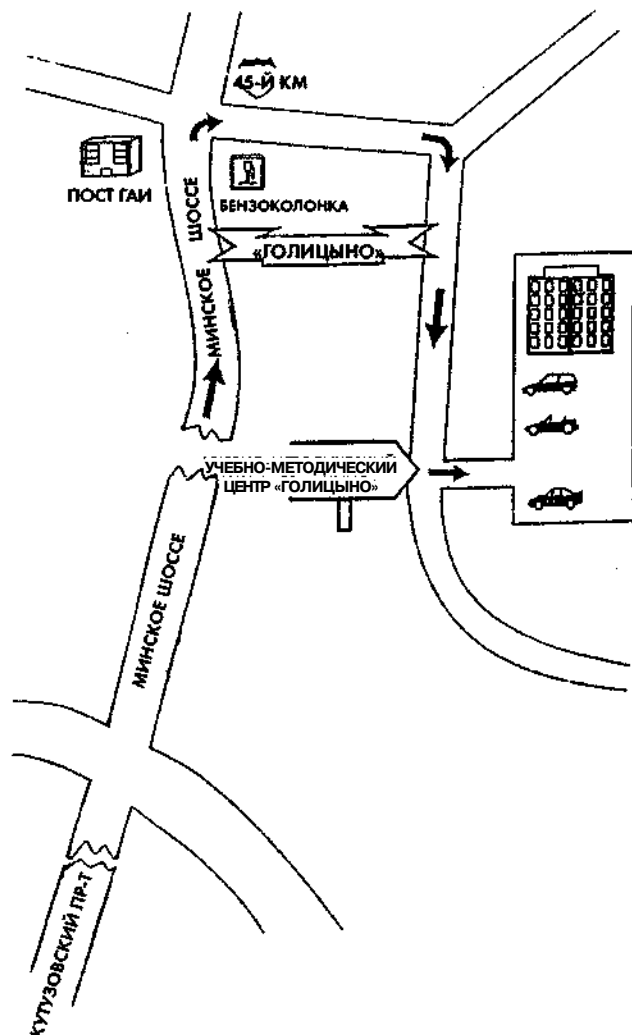 45-Й КМ
ПОСТ ГАИ
БЕНЗОКОЛОНКА
МИНСКОЕ ШОССЕ
«ГОЛИЦЫНО»
УЧЕБНО-МЕТОДИЧЕСКИЙ
ЦЕНТР «ГОЛИЦЫНО»
МИНСКОЕ ШОССЕ
КУТУЗОВСКИЙ ПР-Т